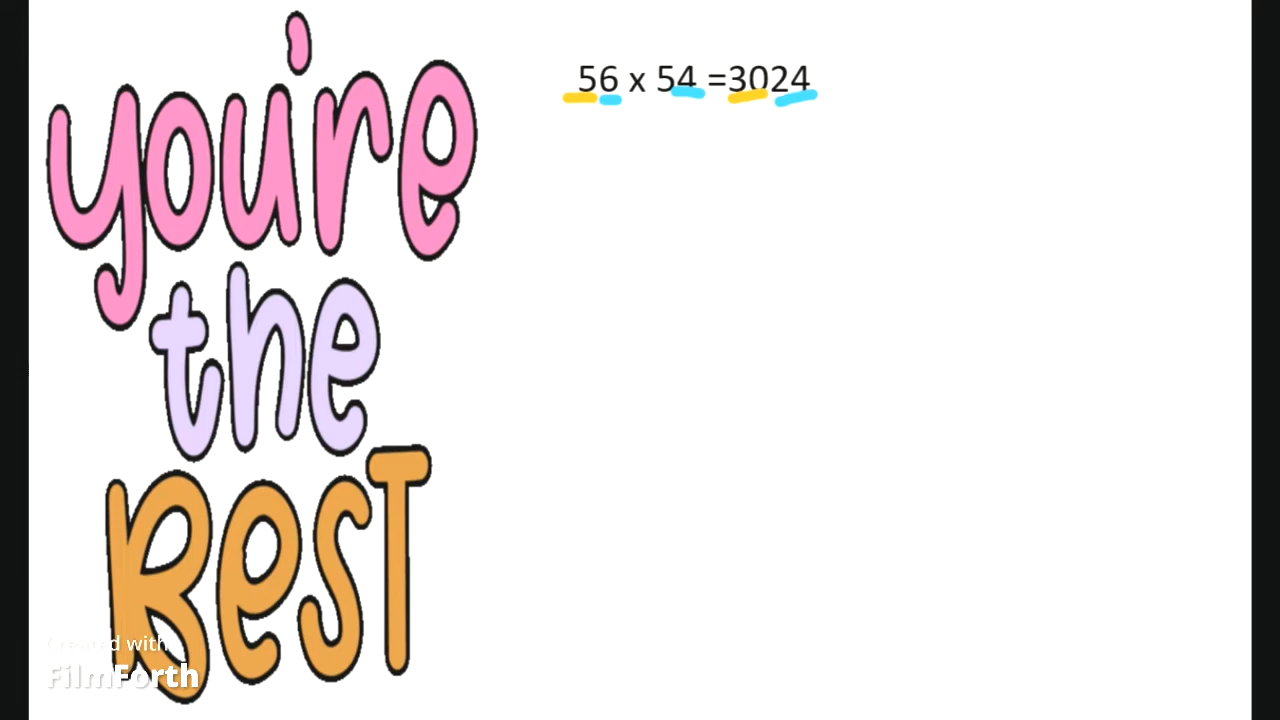 you're
the
BesT
56 x 54 =3024
Created with
FilmForth